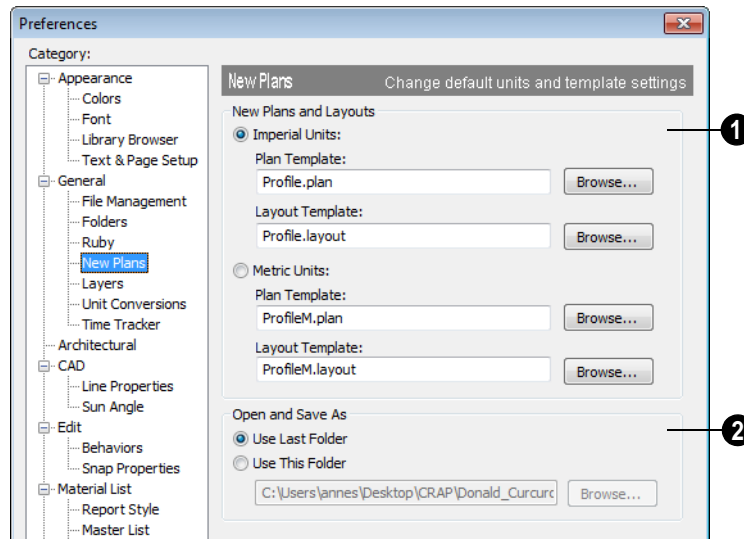 Preferences
Category:
Appearance
Colors
Font
Library Browser
Text & Page Setup
General
File Management
Folders
Ruby
New Plans
Layers
Unit Conversions
Time Tracker
Architectural
CAD
Line Properties
Sun Angle
Edit
Behaviors
Snap Properties
Material List
Report Style
Master List
New Plans Change default units and template settings
New Plans and Layouts
Imperial Units:
Plan Template:
Profile.plan Browse...
Layout Template:
Profile.layout Browse...
Metric Units:
Plan Template:
ProfileM.plan Browse...
Layout Template:
ProfileM.layout Browse...
1
Open and Save As
Use Last Folder
Use This Folder
C:\Users\annes\Desktop\CRAP\Donald_Curcurc Browse...
2